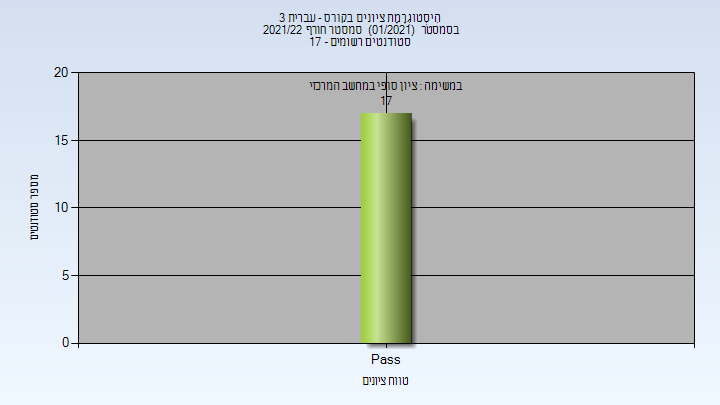 היסטוגרמת ציונים בקורס - עברית 3
בסמסטר (01/2021) סמסטר חורף 2021/22
סטודנטים רשומים - 17
במשימה : ציון סופי במחשב המרכזי
17
20
15
10
5
0
מספר סטודנטים
Pass
טווח ציונים